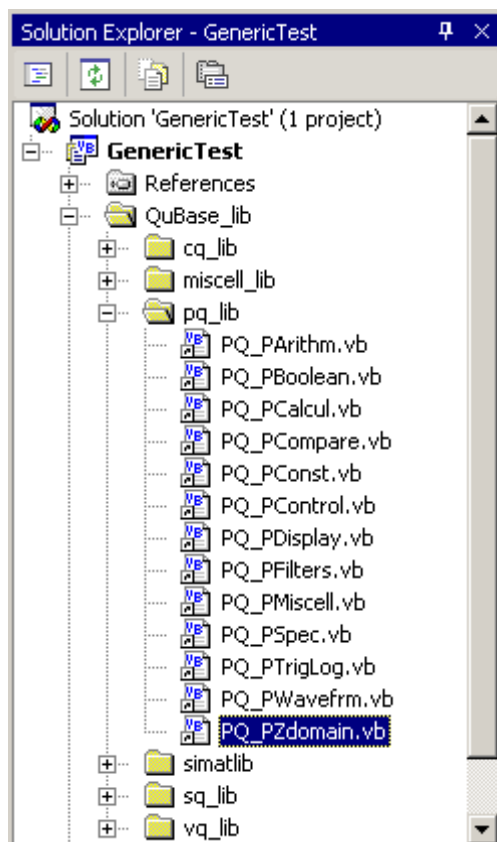 Solution Explorer - GenericTest
Solution 'GenericTest' (1 project)
GenericTest
References
QuBase_lib
cq_lib
miscell_lib
pq_lib
PQ_PArithm.vb
PQ_PBoolean.vb
PQ_PCalcul.vb
PQ_PCompare.vb
PQ_PConst.vb
PQ_PControl.vb
PQ_PDisplay.vb
PQ_PFilters.vb
PQ_PMiscell.vb
PQ_PSpec.vb
PQ_PTrigLog.vb
PQ_PWavefrm.vb
PQ_PZdomain.vb
simatlib
sq_lib
vq_lib